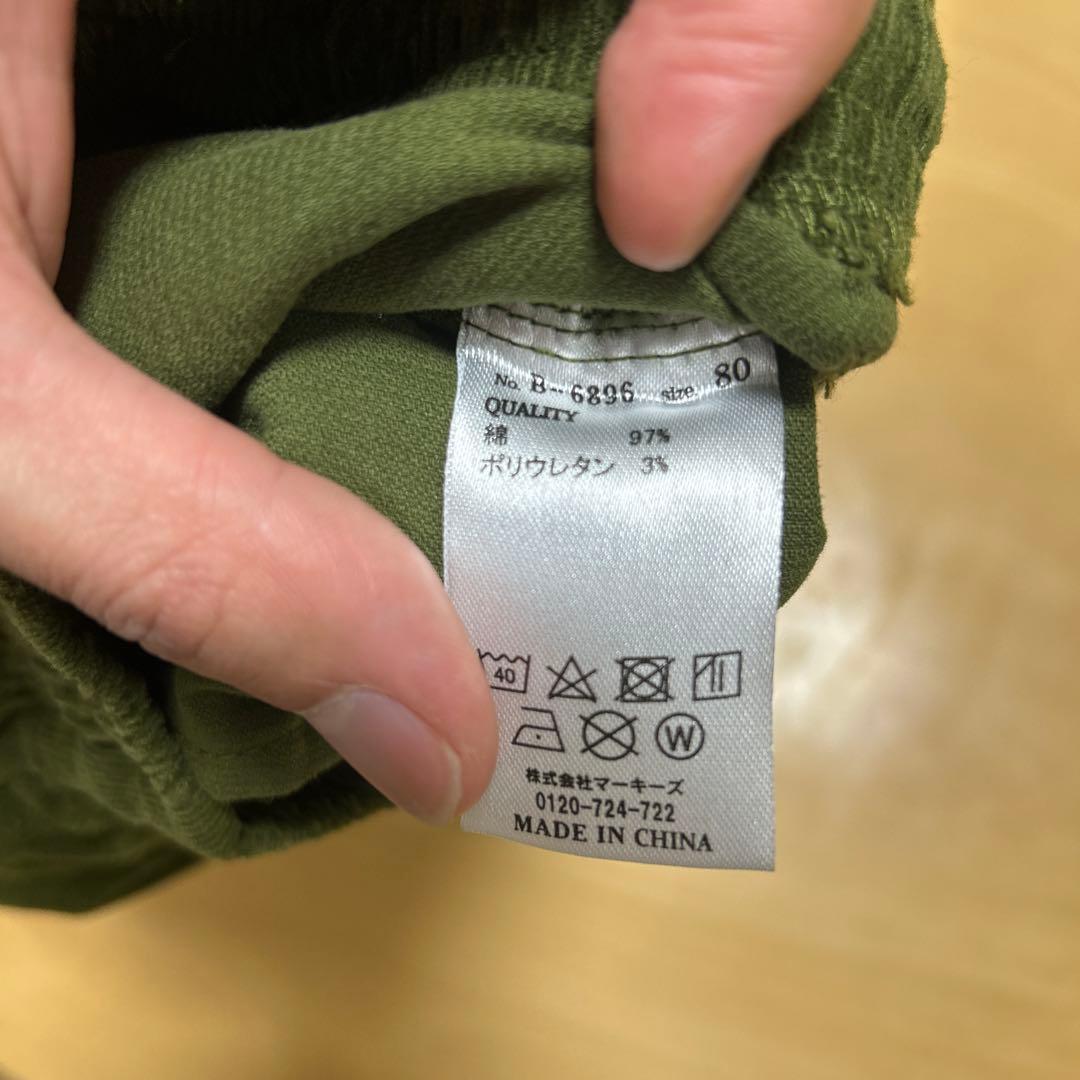 No. B-6896 size 80
QUALITY
綿 97%
ポリウレタン 3%
40
W
株式会社マーキーズ
0120-724-722
MADE IN CHINA